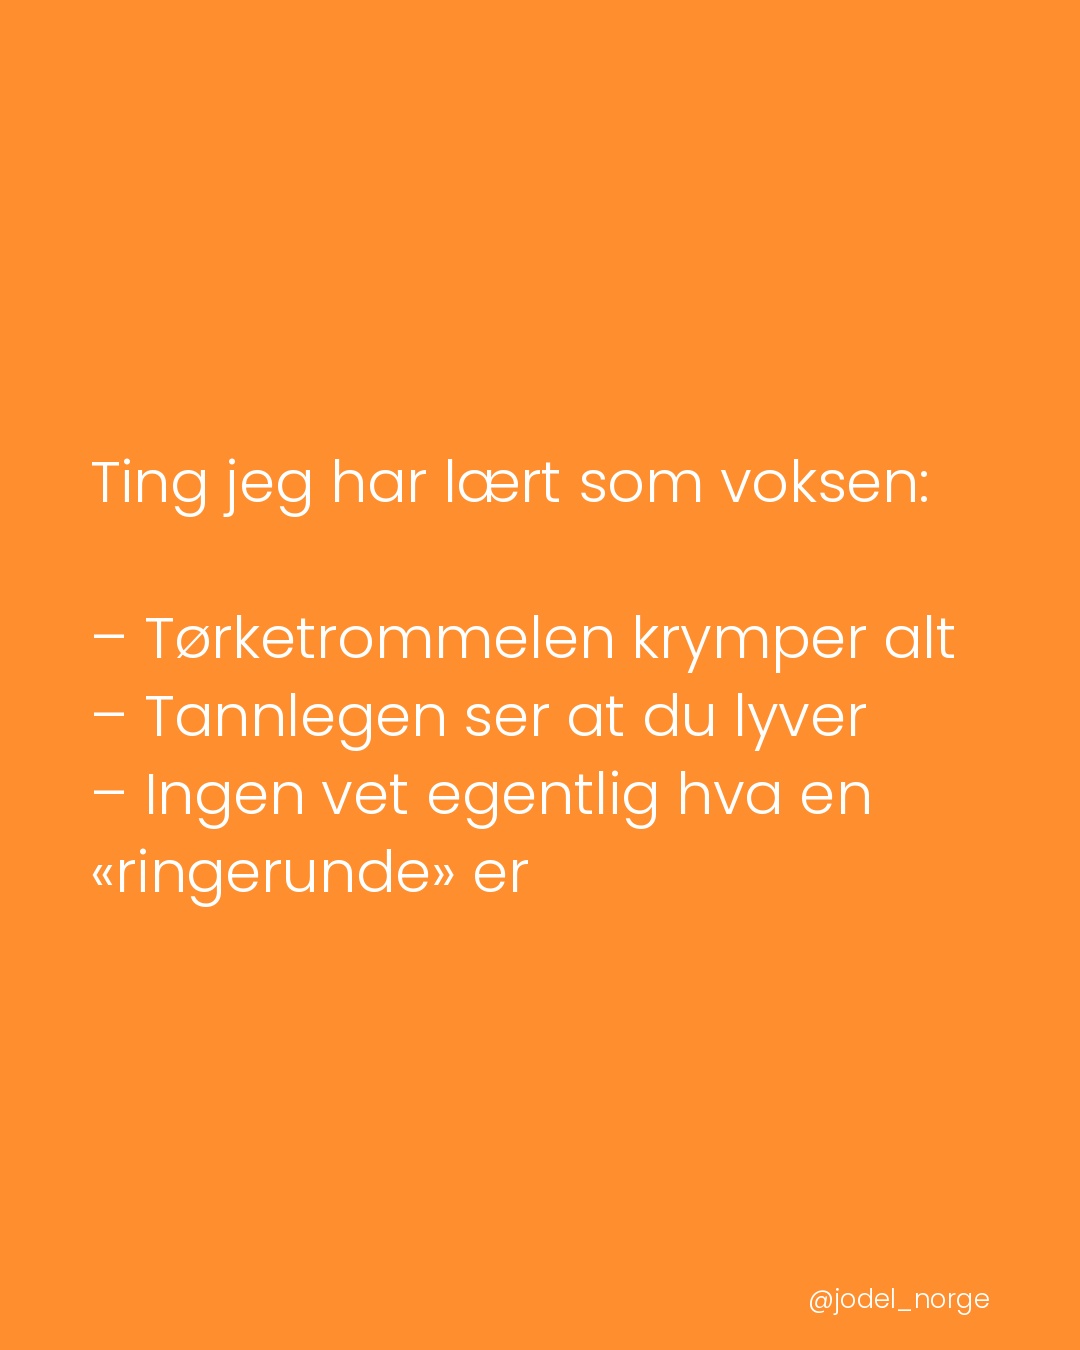 Ting jeg har lært som voksen:
– Tørketrommelen krymper alt
– Tannlegen ser at du lyver
– Ingen vet egentlig hva en
«ringerunde» er
@jodel_norge